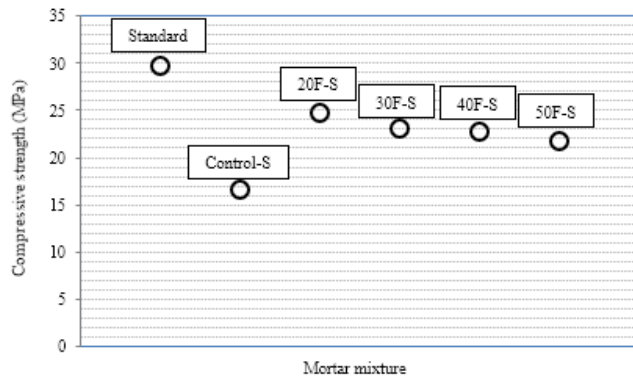 35
30
25
20
15
10
5
0
Compressive strength (MPa)
Standard
Control-S
20F-S
30F-S
40F-S
50F-S
Mortar mixture